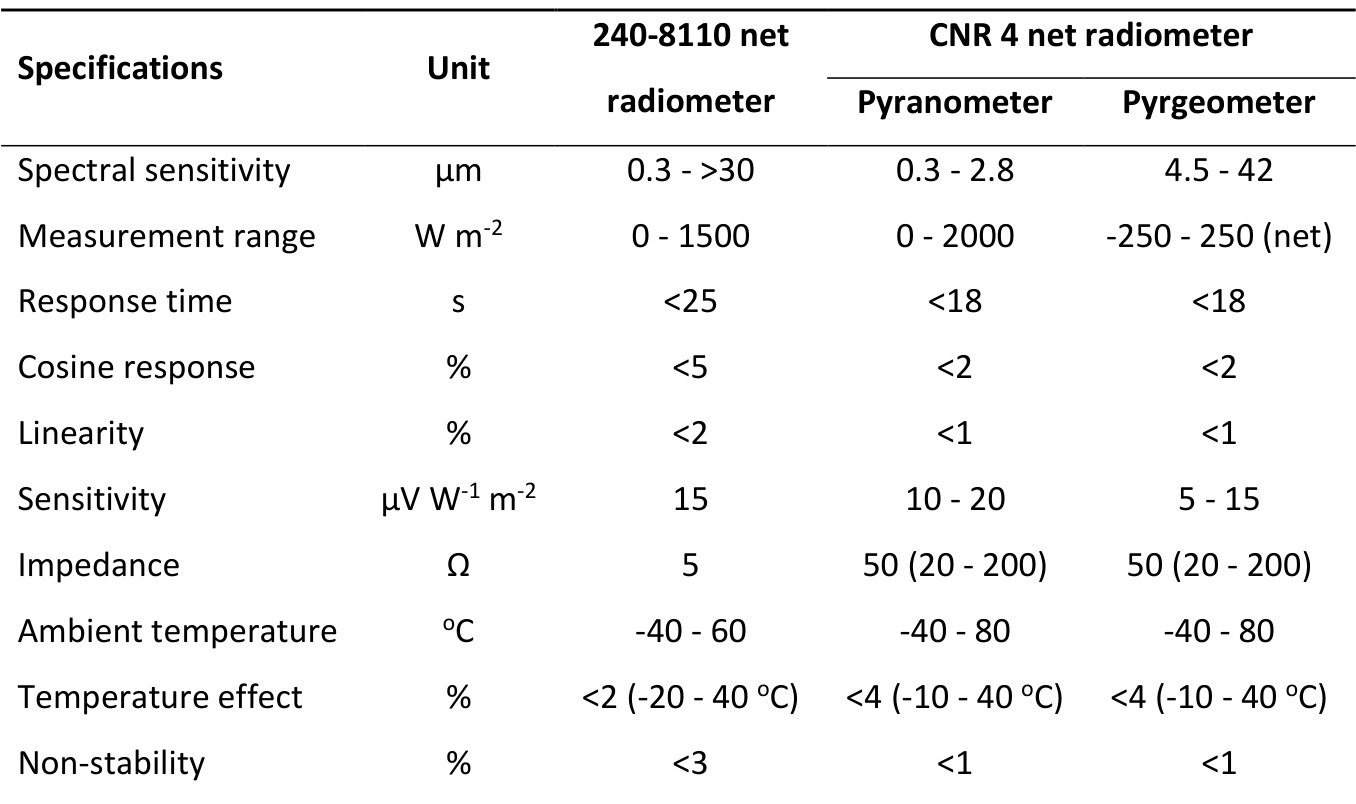 Specifications Unit 240-8110 net radiometer CNR 4 net radiometer
Pyranometer Pyrgeometer
Spectral sensitivity µm 0.3 - >30 0.3 - 2.8 4.5 - 42
Measurement range W m-2 0 - 1500 0 - 2000 -250 - 250 (net)
Response time s <25 <18 <18
Cosine response % <5 <2 <2
Linearity % <2 <1 <1
Sensitivity µV W-1 m-2 15 10 - 20 5 - 15
Impedance Ω 5 50 (20 - 200) 50 (20 - 200)
Ambient temperature oC -40 - 60 -40 - 80 -40 - 80
Temperature effect % <2 (-20 - 40 oC) <4 (-10 - 40 oC) <4 (-10 - 40 oC)
Non-stability % <3 <1 <1